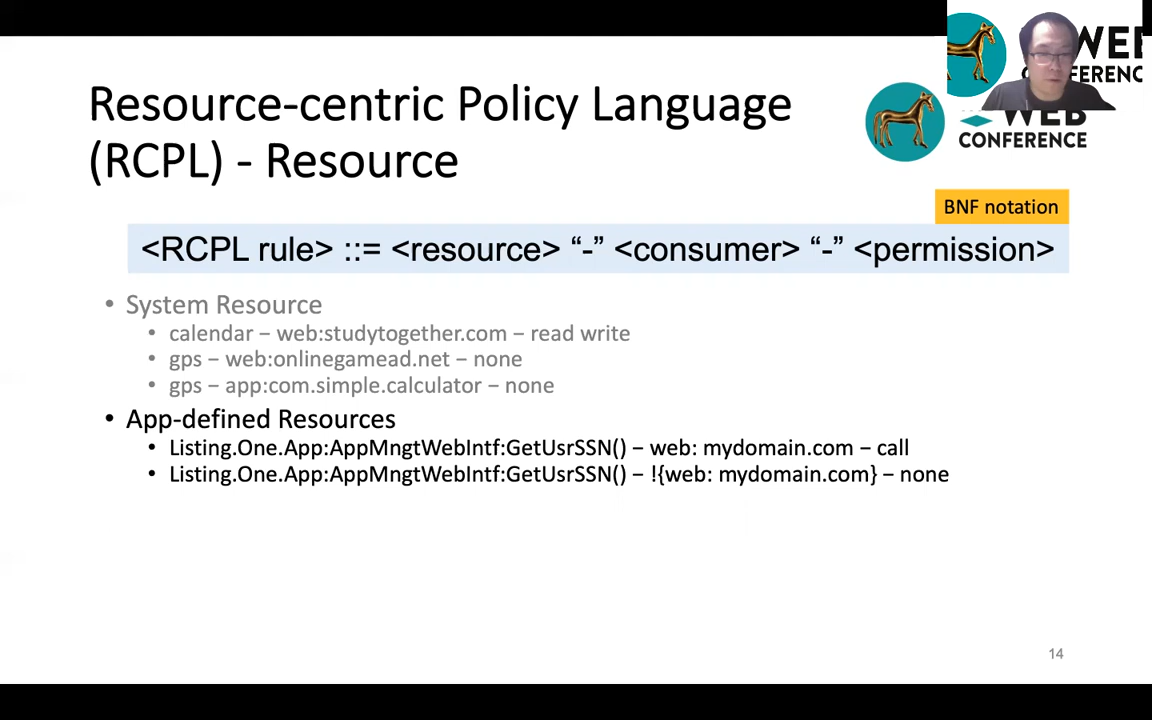 WEB
CONFERENCE
Resource-centric Policy Language
(RCPL) - Resource
WEB
CONFERENCE
BNF notation
<RCPL rule> ::= <resource> “-” <consumer> “-” <permission>
• System Resource
• calendar – web:studytogether.com – read write
• gps – web:onlinegamead.net – none
• gps – app:com.simple.calculator – none
• App-defined Resources
• Listing.One.App:AppMngtWebIntf:GetUsrSSN() – web: mydomain.com – call
• Listing.One.App:AppMngtWebIntf:GetUsrSSN() – !{web: mydomain.com} – none
14